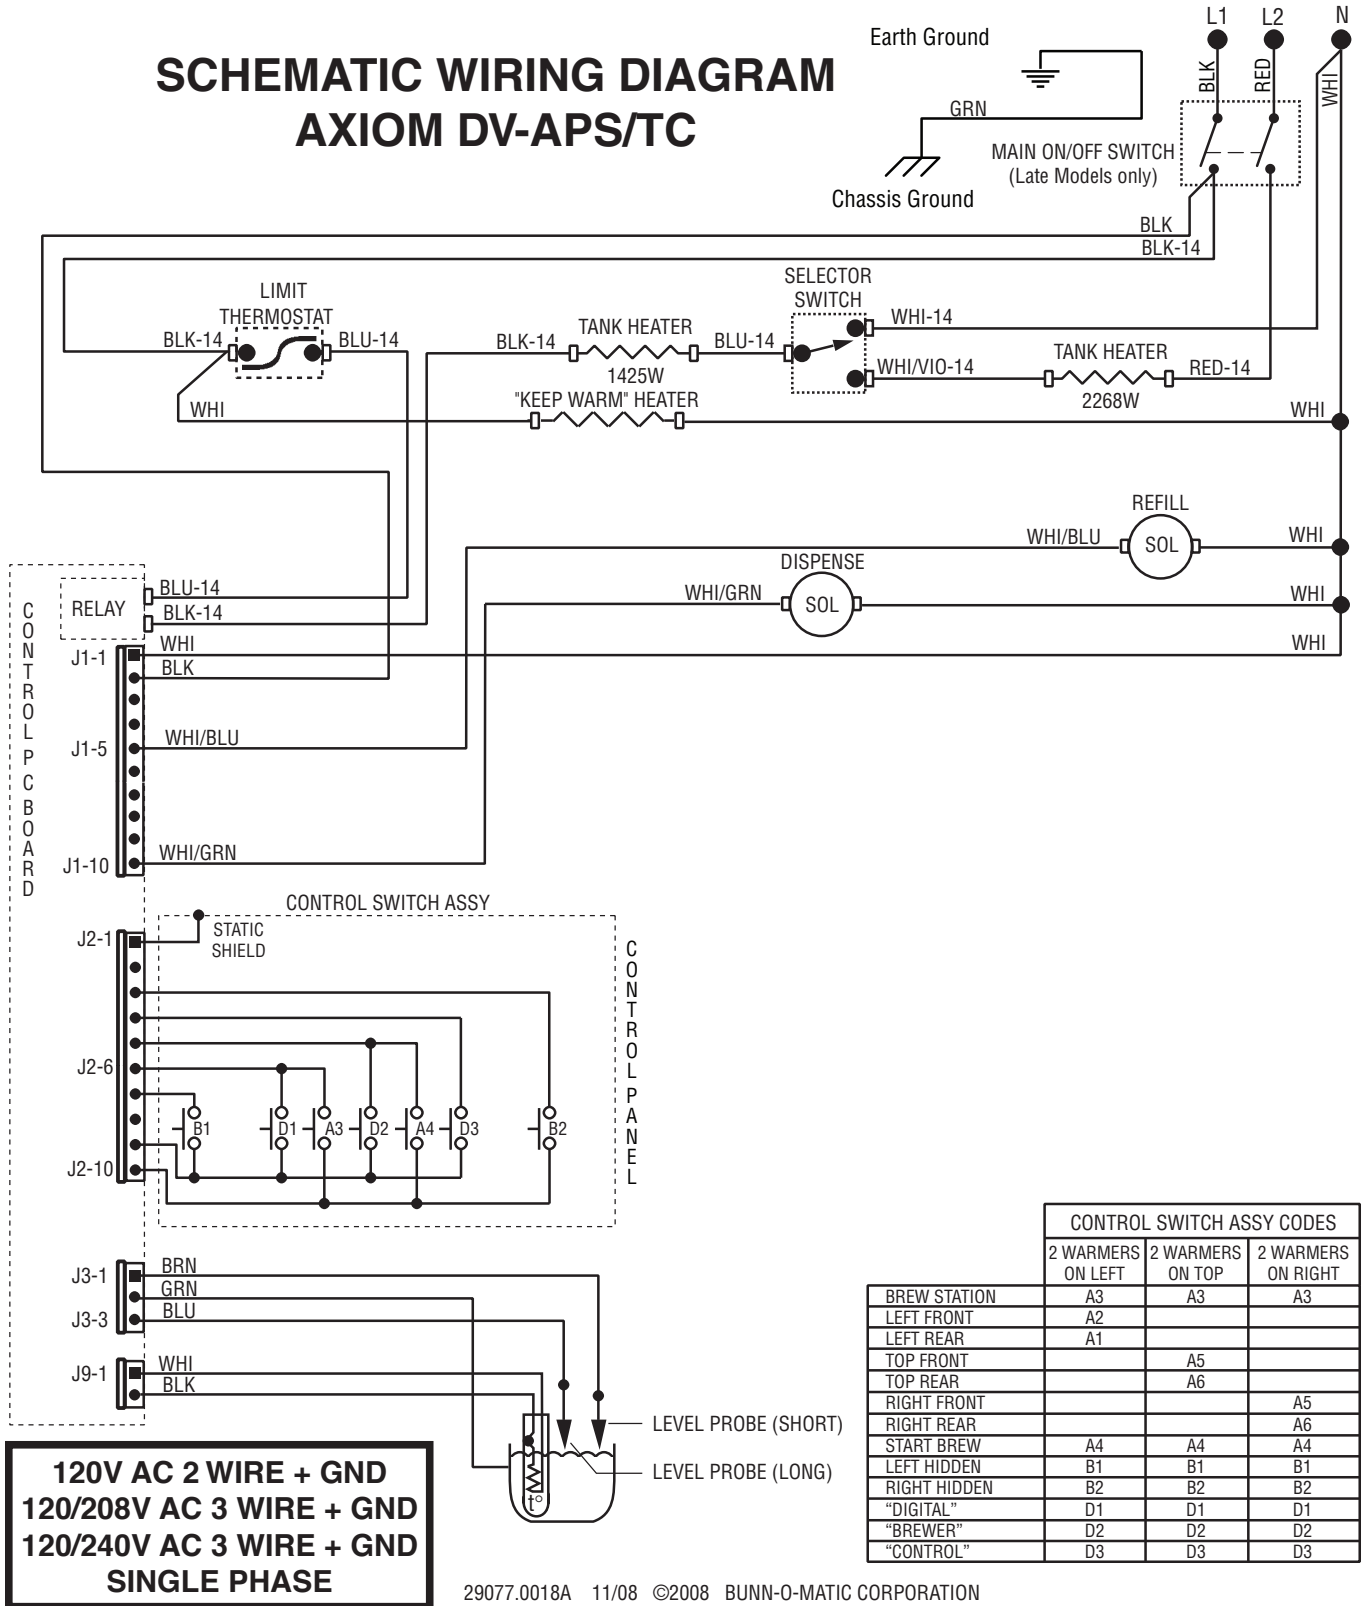 L1 L2 N
Earth Ground
SCHEMATIC WIRING DIAGRAM
AXIOM DV-APS/TC
BLK RED WHI
GRN
MAIN ON/OFF SWITCH
(Late Models only)
Chassis Ground
BLK
BLK-14
SELECTOR
SWITCH
LIMIT
THERMOSTAT
WHI-14
BLK-14 BLU-14 BLK-14 TANK HEATER BLU-14
1425W
WHI/VIO-14 TANK HEATER RED-14
2268W
"KEEP WARM" HEATER
WHI WHI
REFILL
WHI/BLU SOL WHI
DISPENSE
WHI/GRN SOL WHI
BLU-14
RELAY
BLK-14
CONTROL PC BOARD
WHI WHI
J1-1
BLK
J1-5 WHI/BLU
J1-10 WHI/GRN
CONTROL SWITCH ASSY
J2-1 STATIC
SHIELD
CONTROL PANEL
J2-6
B1 D1 A3 D2 A4 D3 B2
J2-10
J3-1 BRN
GRN
J3-3 BLU
J9-1 WHI
BLK
LEVEL PROBE (SHORT)
LEVEL PROBE (LONG)
t°
CONTROL SWITCH ASSY CODES
2 WARMERS ON LEFT 2 WARMERS ON TOP 2 WARMERS ON RIGHT
BREW STATION A3 A3 A3
LEFT FRONT A2
LEFT REAR A1
TOP FRONT A5
TOP REAR A6
RIGHT FRONT A5
RIGHT REAR A6
START BREW A4 A4 A4
LEFT HIDDEN B1 B1 B1
RIGHT HIDDEN B2 B2 B2
“DIGITAL” D1 D1 D1
“BREWER” D2 D2 D2
“CONTROL” D3 D3 D3
120V AC 2 WIRE + GND
120/208V AC 3 WIRE + GND
120/240V AC 3 WIRE + GND
SINGLE PHASE
29077.0018A 11/08 ©2008 BUNN-O-MATIC CORPORATION